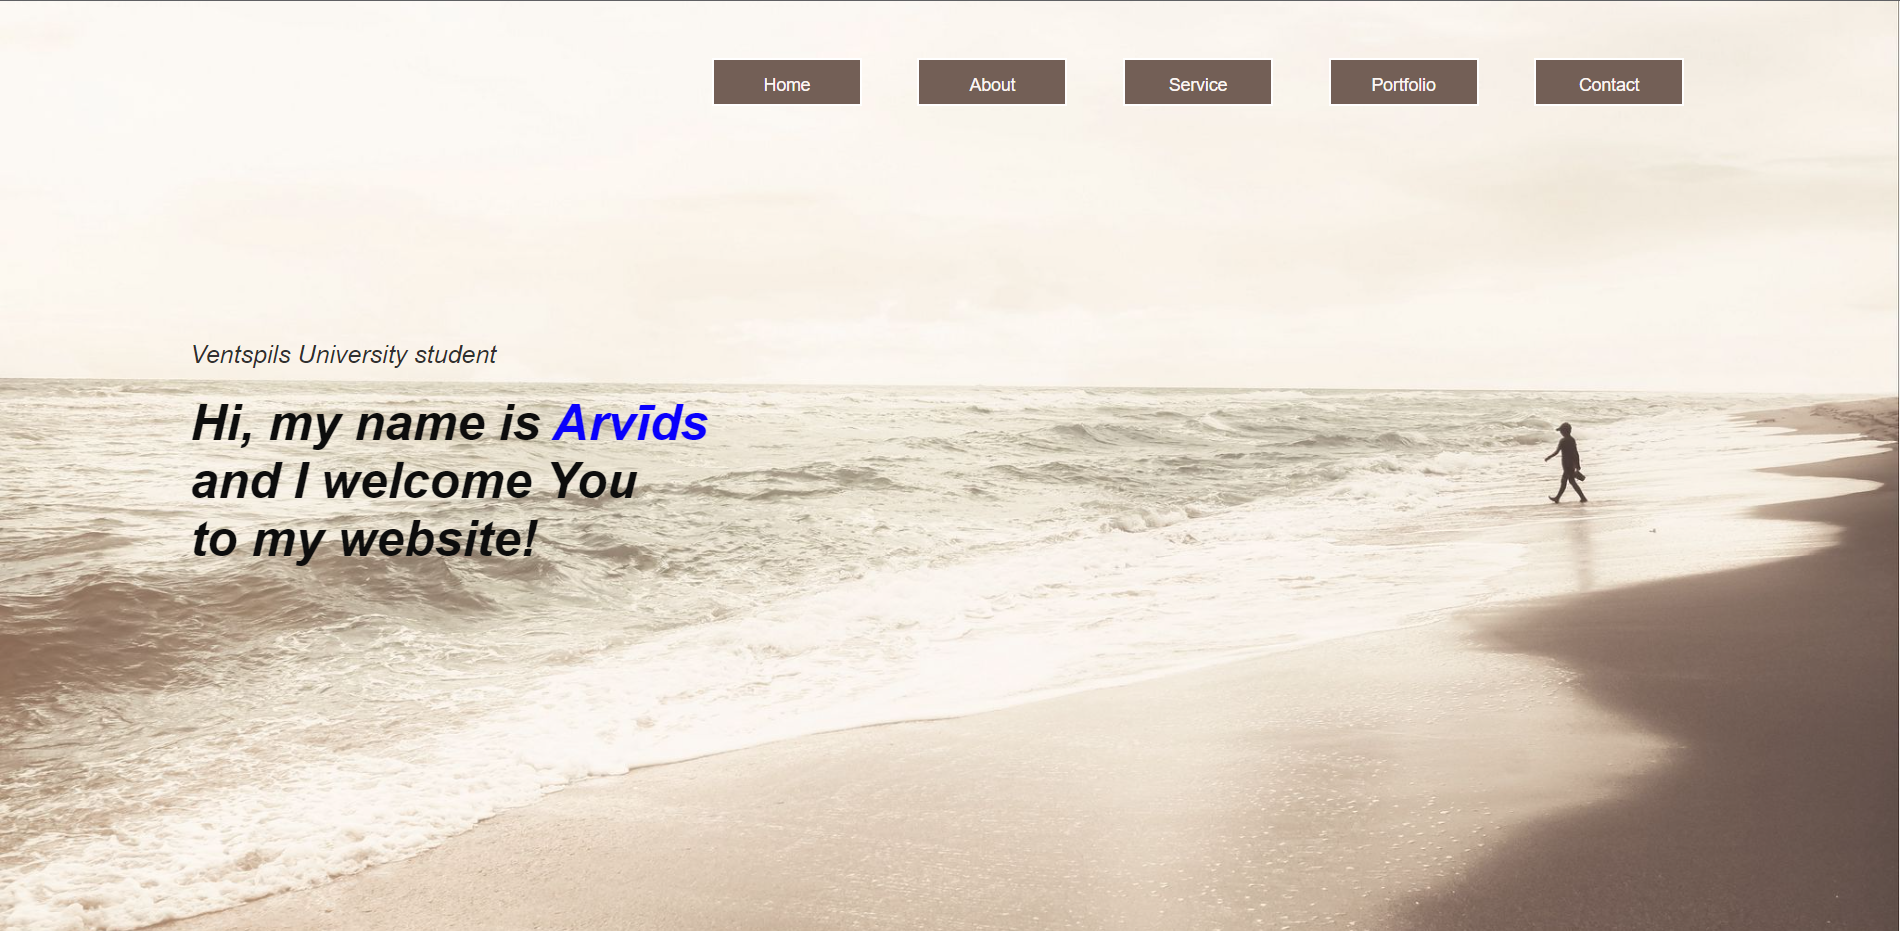 Home About Service Portfolio Contact
Ventspils University student
Hi, my name is Arvīds
and I welcome You
to my website!